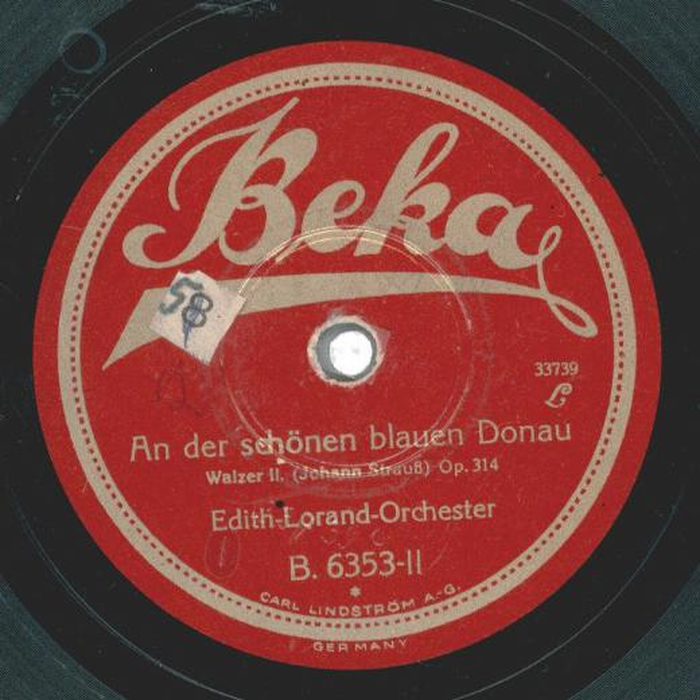 Beka
58
33739
L
An der schönen blauen Donau
Walzer II. (Johann Strauß) Op. 314
Edith-Lorand-Orchester
B. 6353-II
*
CARL LINDSTRÖM A.-G.
GERMANY